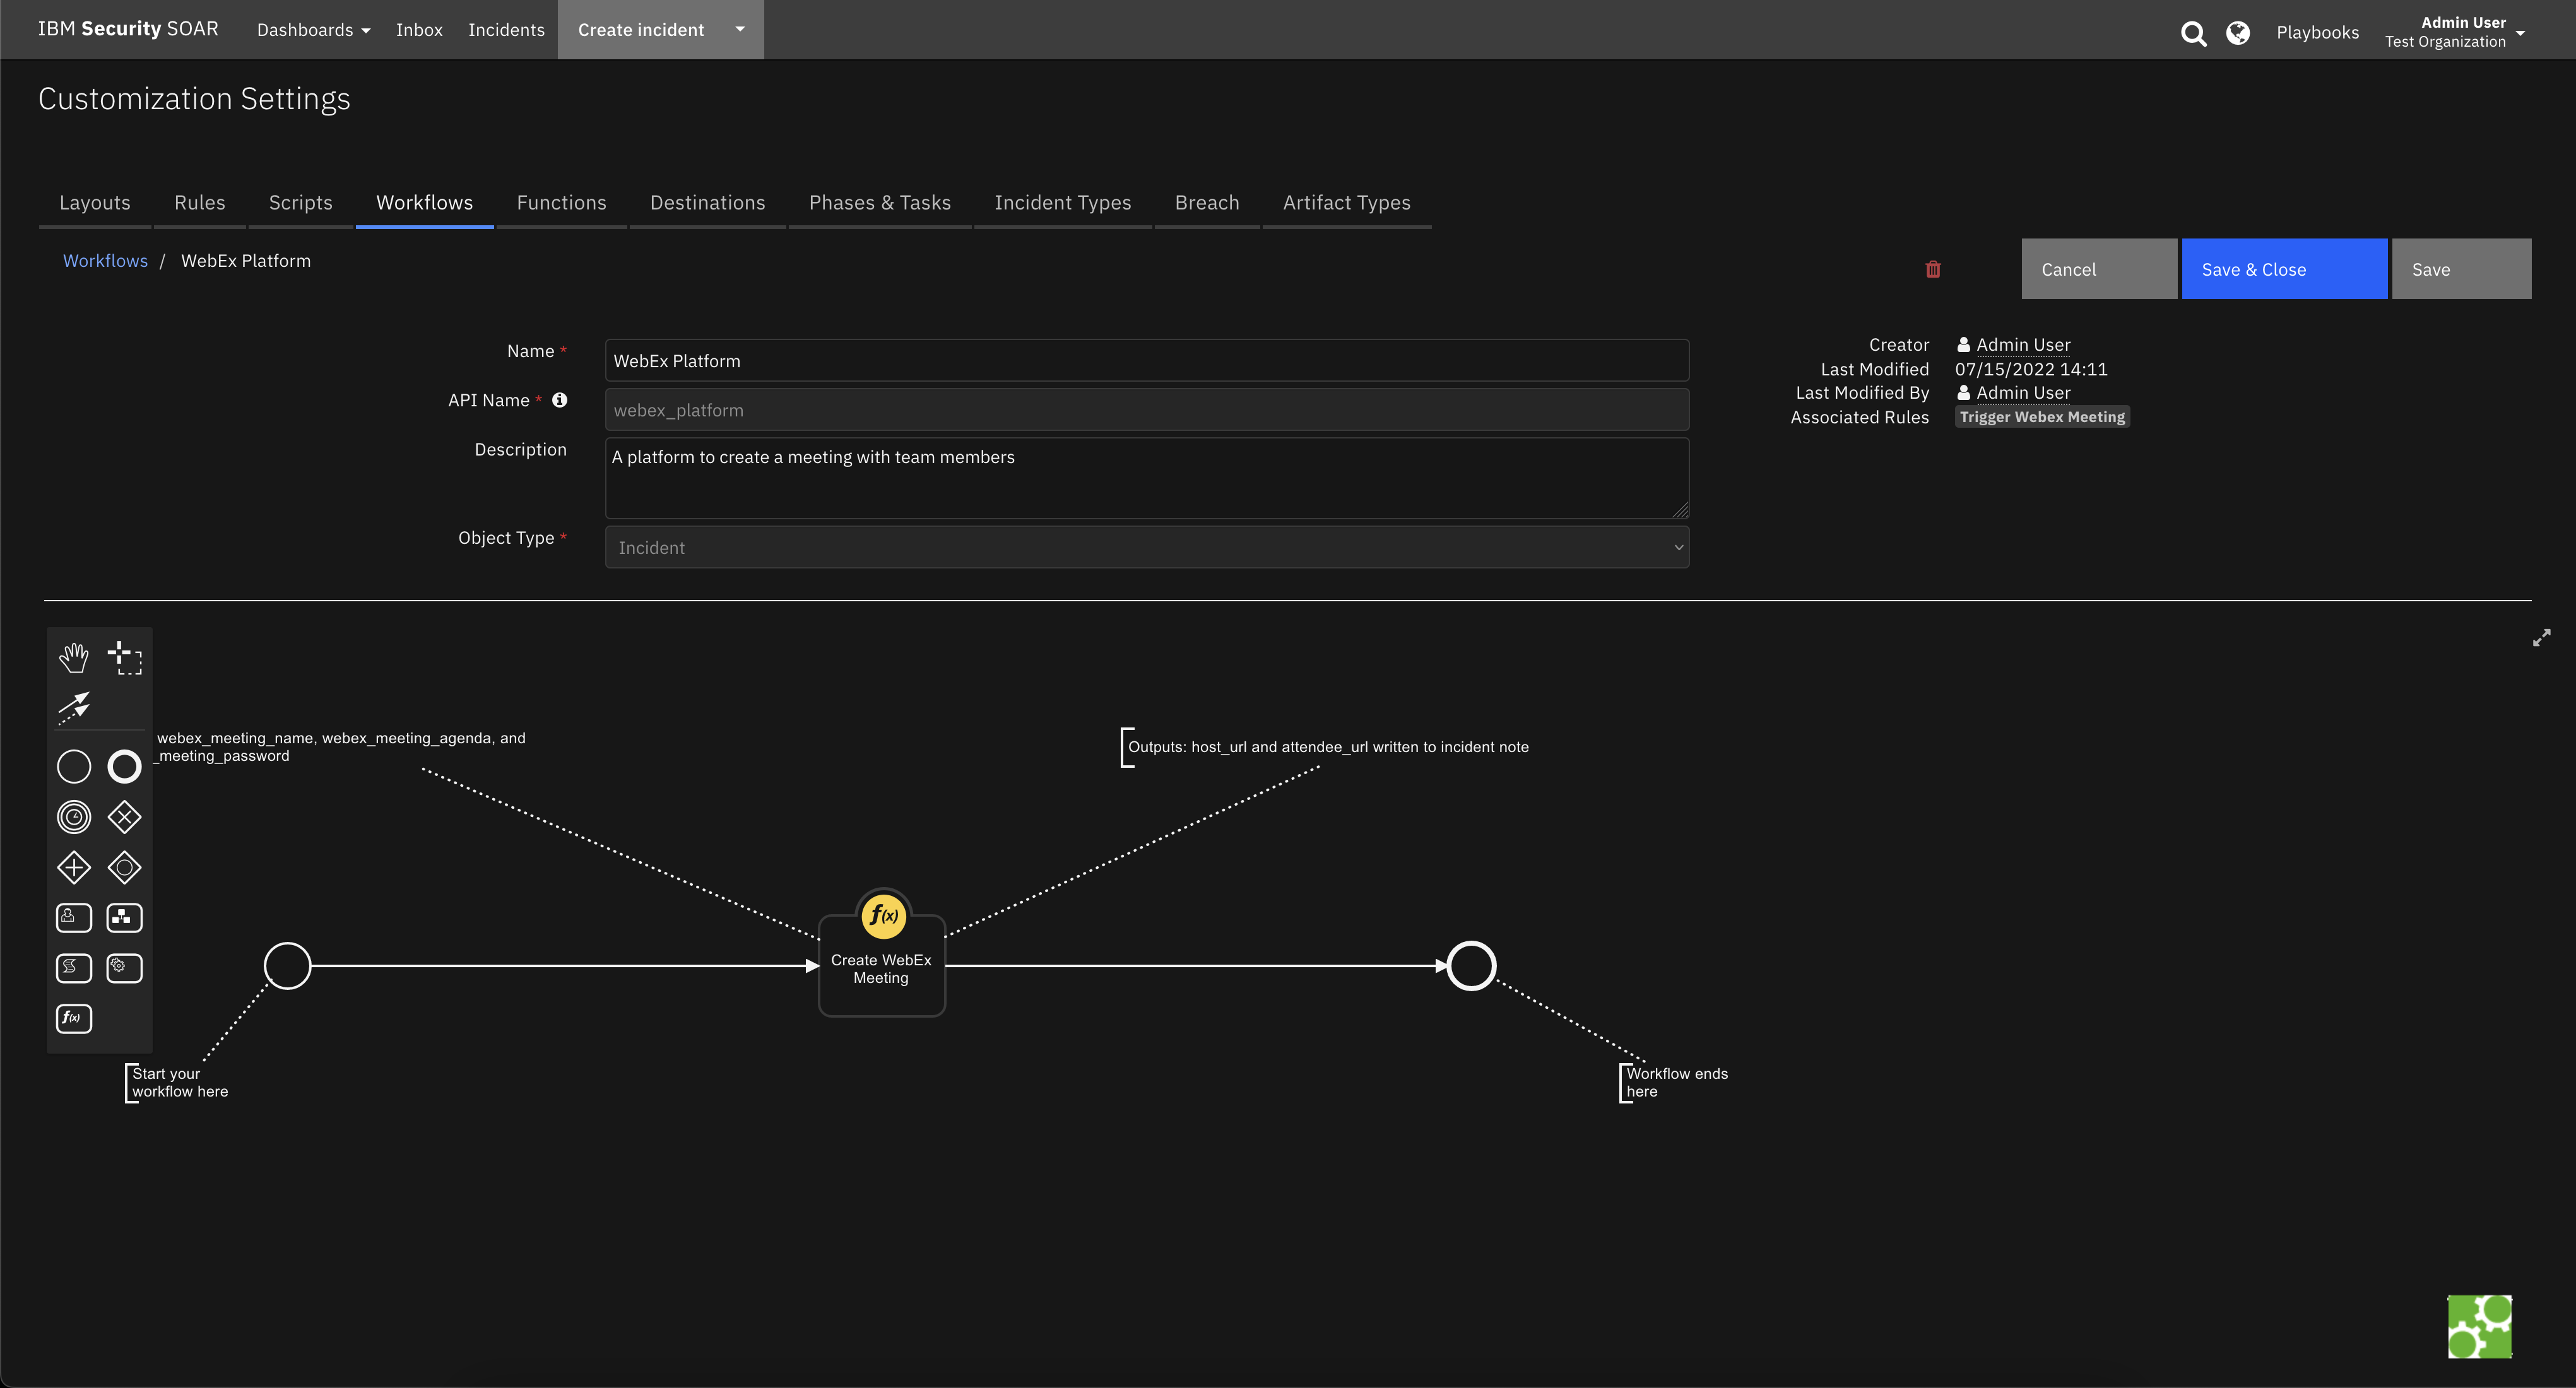 IBM Security SOAR Dashboards Inbox Incidents Create incident Playbooks Admin User
Test Organization
Customization Settings
Layouts Rules Scripts Workflows Functions Destinations Phases & Tasks Incident Types Breach Artifact Types
Workflows / WebEx Platform Cancel Save & Close Save
Name * WebEx Platform
API Name * webex_platform
Description A platform to create a meeting with team members
Object Type * Incident
Creator Admin User
Last Modified 07/15/2022 14:11
Last Modified By Admin User
Associated Rules Trigger Webex Meeting
webex_meeting_name, webex_meeting_agenda, and
_meeting_password
Outputs: host_url and attendee_url written to incident note
f(x)
Create WebEx
Meeting
f(x)
Start your
workflow here
Workflow ends
here